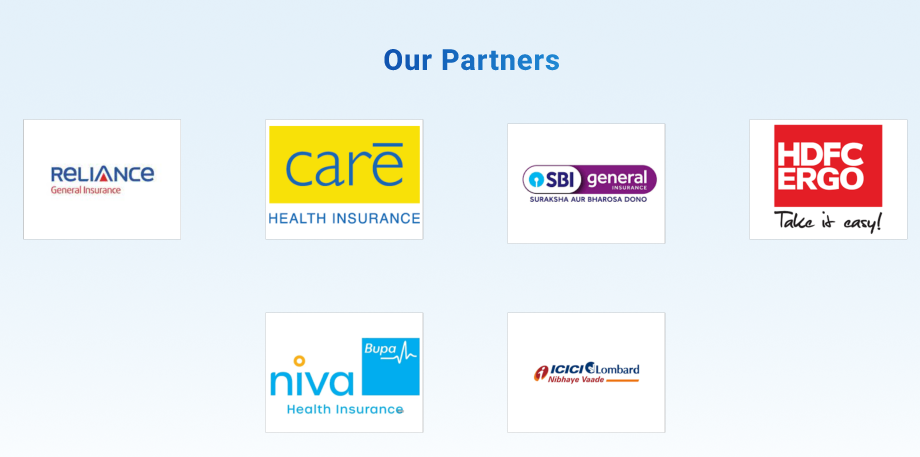 Our Partners
RELIANCE
General Insurance
carē
HEALTH INSURANCE
SBI general
INSURANCE
SURAKSHA AUR BHAROSA DONO
HDFC
ERGO
Take it easy!
Bupa
niva
Health Insurance
ICICI Lombard
Nibhaye Vaade